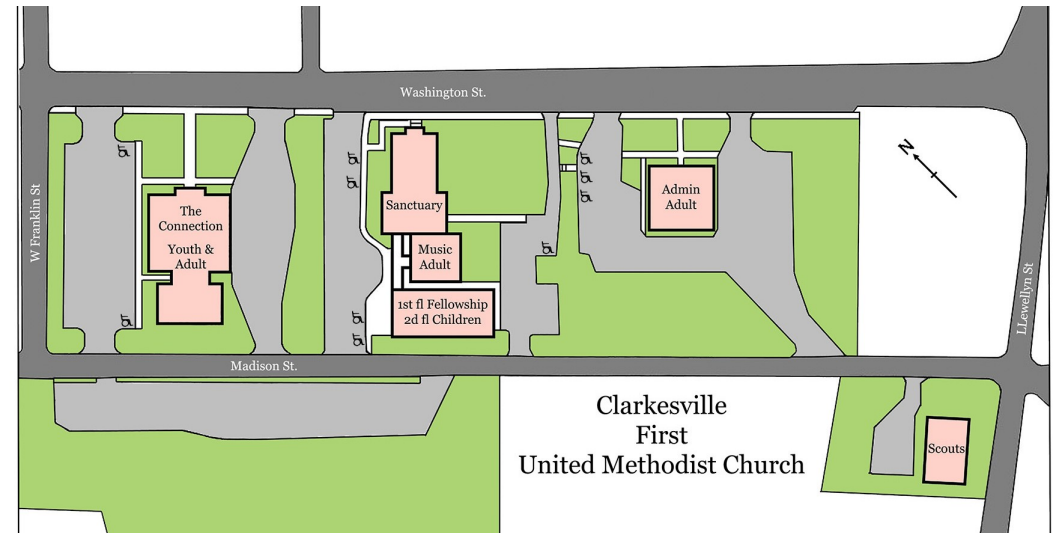 Washington St.
W Franklin St
N
The
Connection
Youth &
Adult
Sanctuary
Music
Adult
1st fl Fellowship
2d fl Children
Admin
Adult
LLewellyn St
Madison St.
Clarkesville
First
United Methodist Church
Scouts